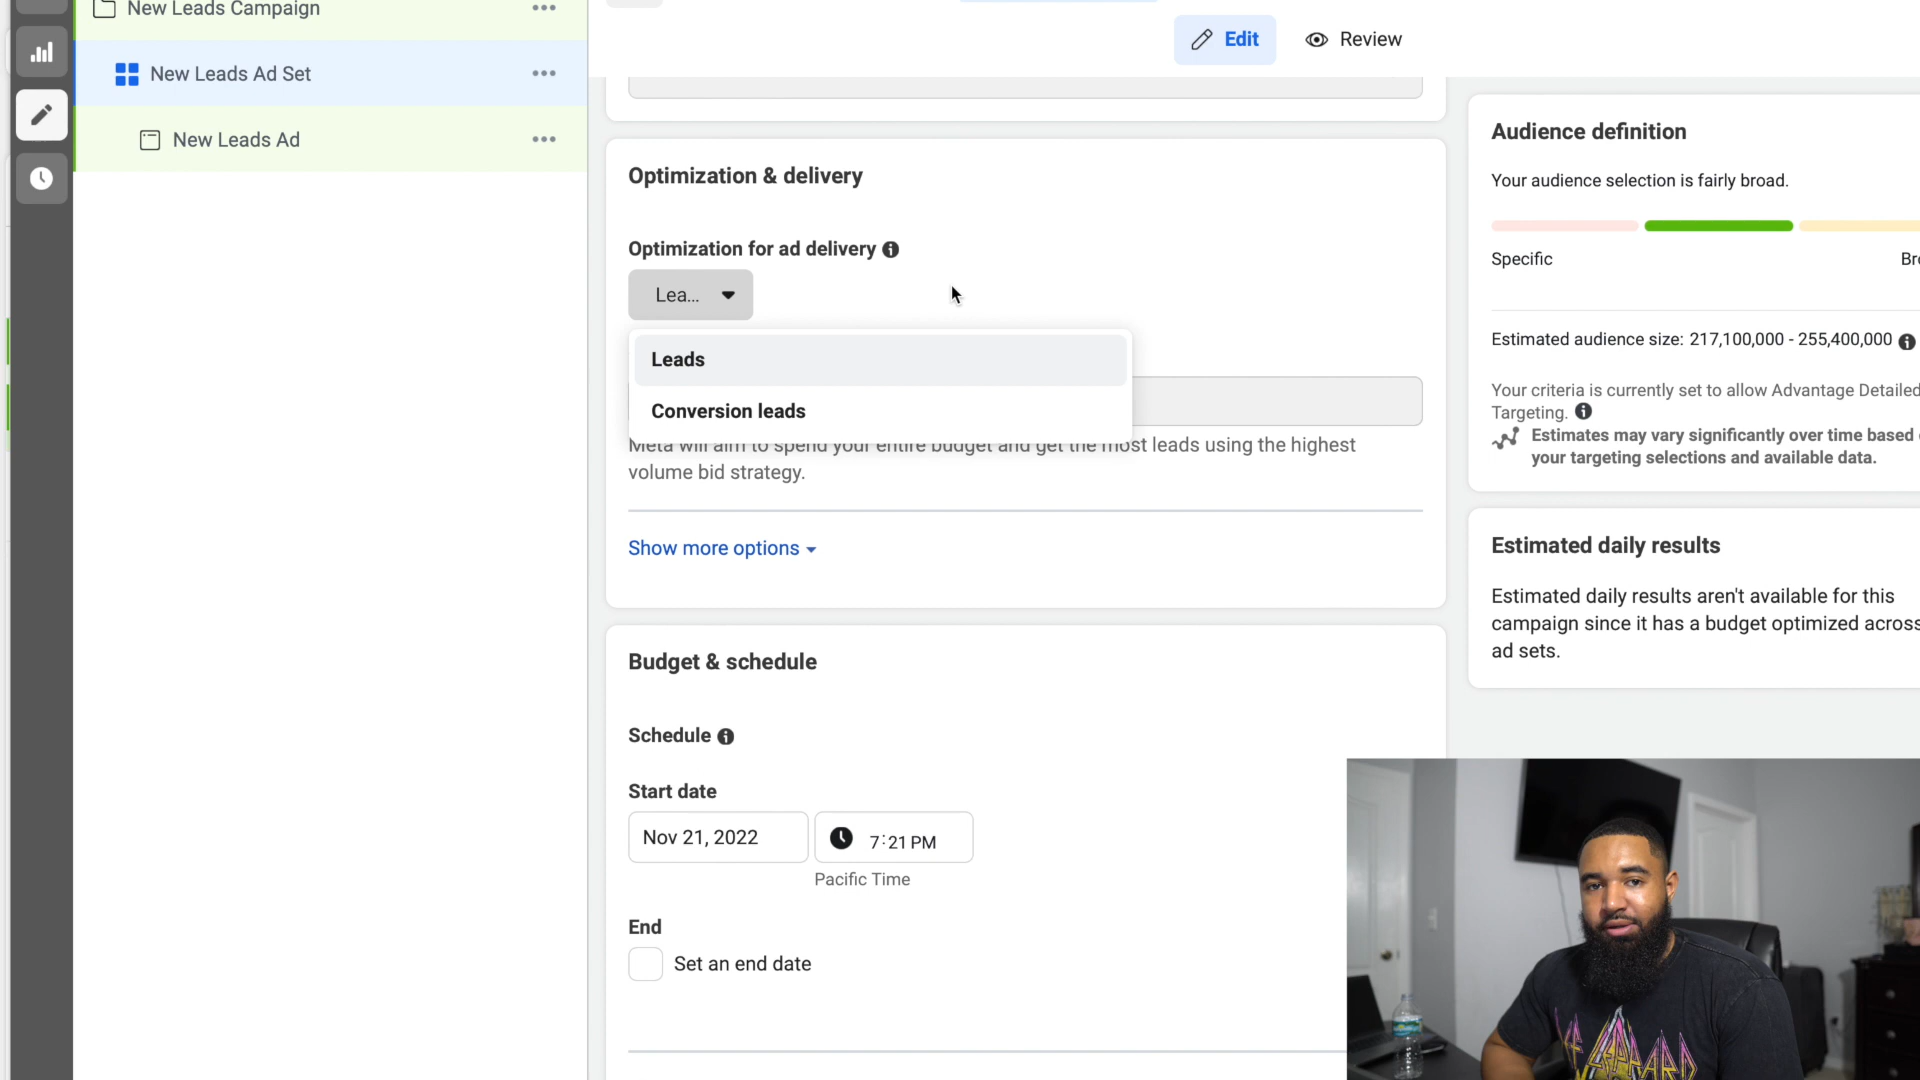 New Leads Campaign
New Leads Ad Set
New Leads Ad
Edit
Review
Optimization & delivery
Optimization for ad delivery
Lea...
Leads
Conversion leads
Meta will aim to spend your entire budget and get the most leads using the highest
volume bid strategy.
Show more options
Budget & schedule
Schedule
Start date
Nov 21, 2022
7:21 PM
Pacific Time
End
Set an end date
Audience definition
Your audience selection is fairly broad.
Specific
Bro
Estimated audience size: 217,100,000 - 255,400,000
Your criteria is currently set to allow Advantage Detailed
Targeting.
Estimates may vary significantly over time based
your targeting selections and available data.
Estimated daily results
Estimated daily results aren't available for this
campaign since it has a budget optimized across
ad sets.